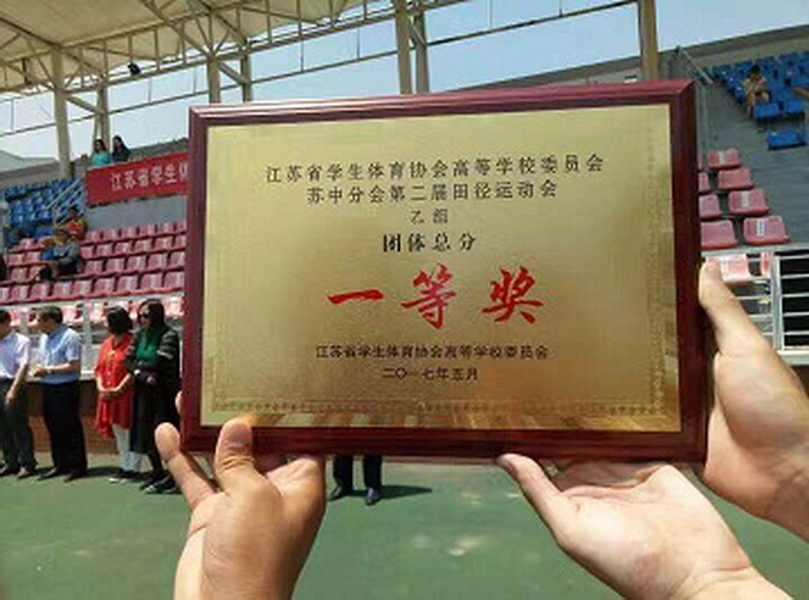 江苏省学生体
江苏省学生体育协会高等学校委员会
苏中分会第二届田径运动会
乙组
团体总分
一等奖
江苏省学生体育协会高等学校委员会
二〇一七年五月